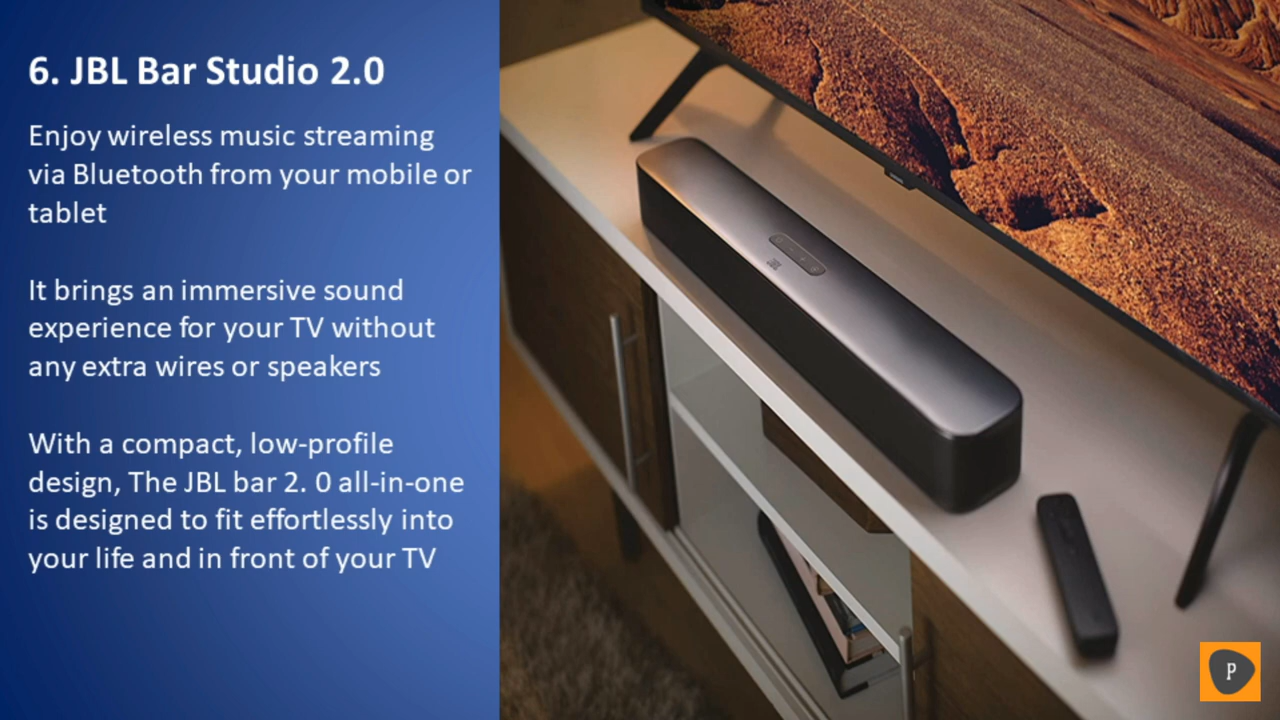 6. JBL Bar Studio 2.0
Enjoy wireless music streaming
via Bluetooth from your mobile or
tablet
It brings an immersive sound
experience for your TV without
any extra wires or speakers
With a compact, low-profile
design, The JBL bar 2. 0 all-in-one
is designed to fit effortlessly into
your life and in front of your TV
JBL
P